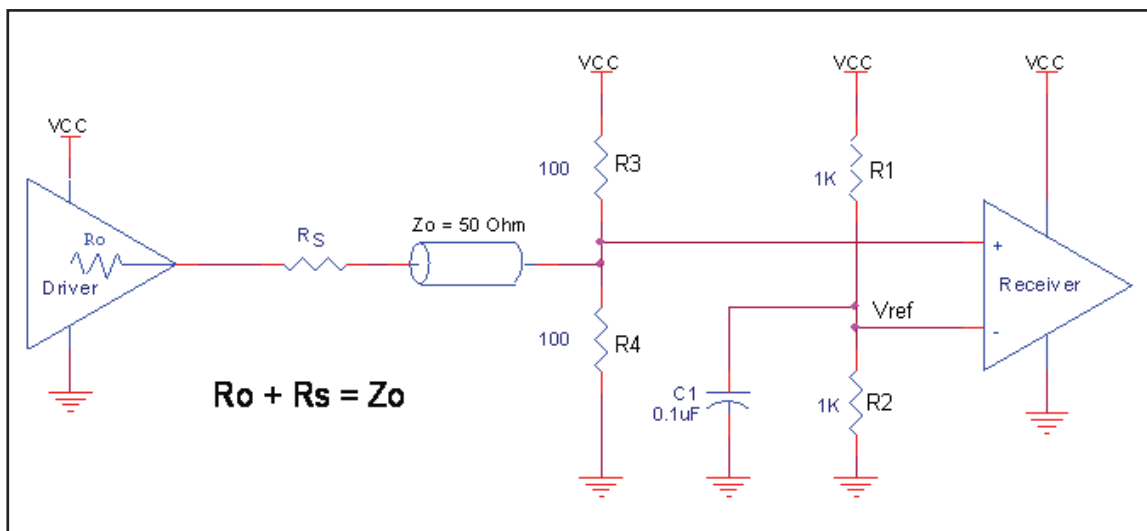 VCC
VCC
VCC
VCC
R3
100
R1
1K
Zo = 50 Ohm
Ro
RS
Driver
+
Receiver
Vref
-
100
R4
Ro + Rs = Zo
C1
0.1uF
1K
R2